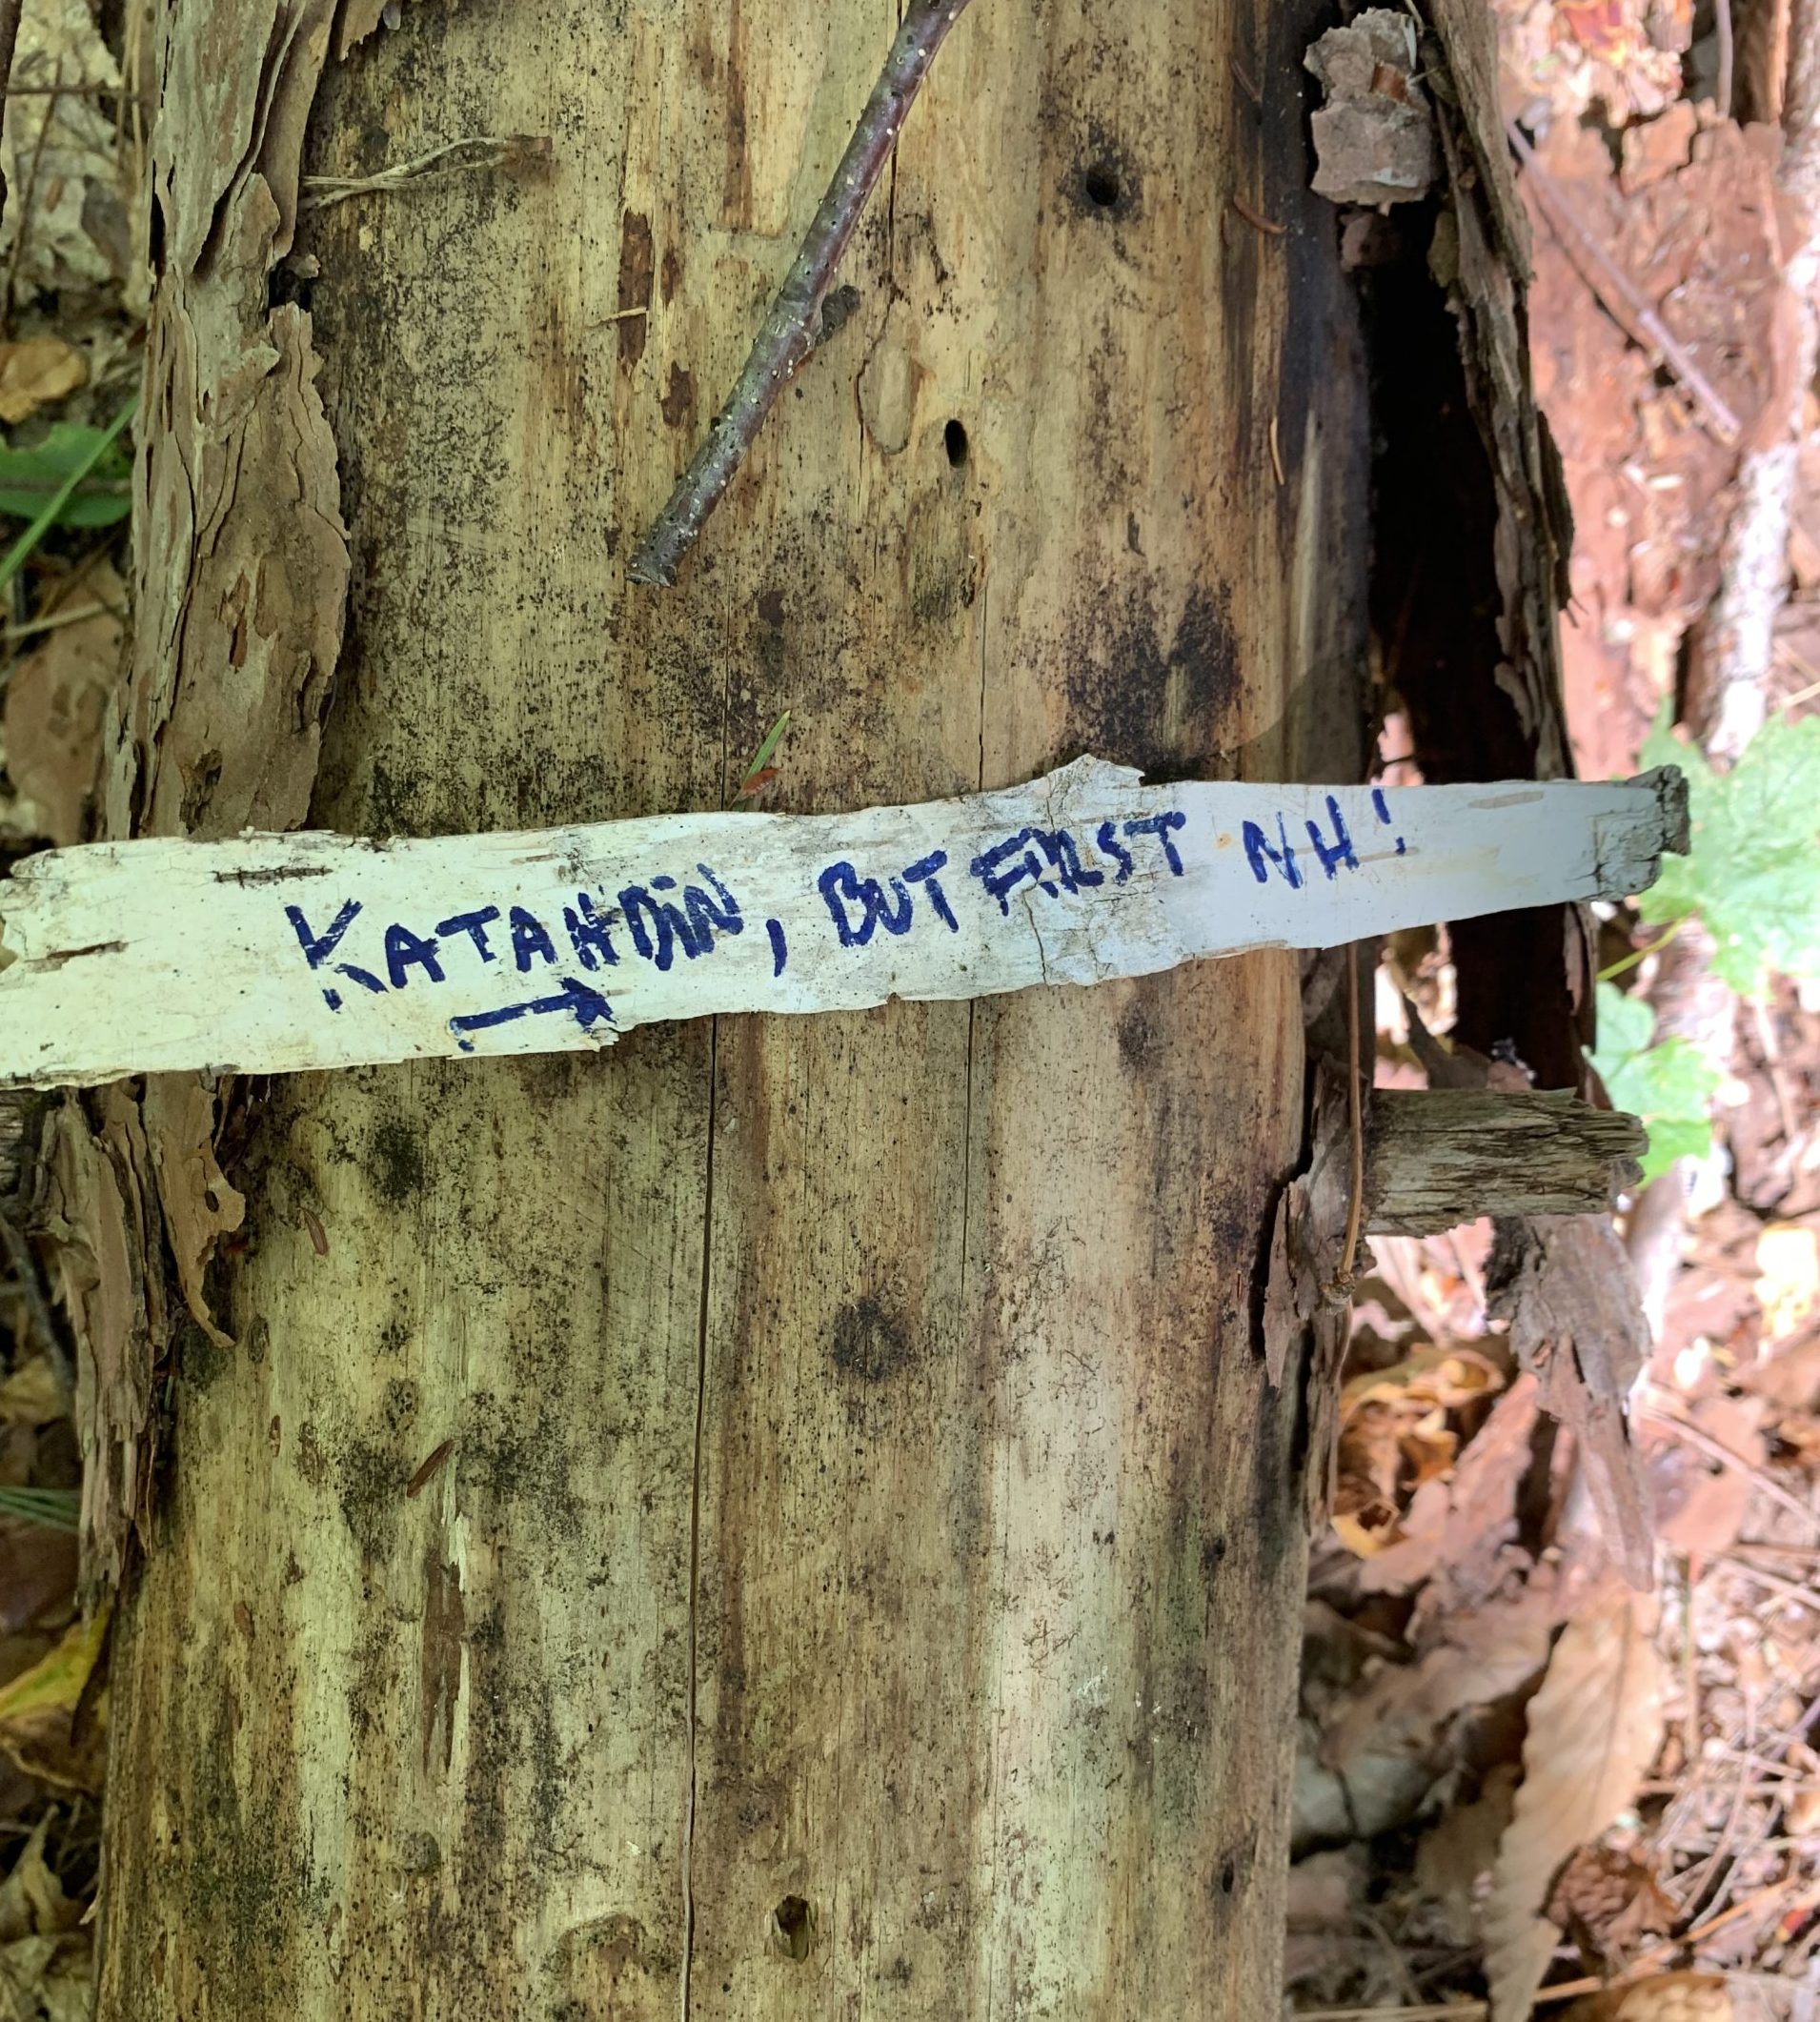 KATAHDiN, BUT FIRST NH!
→